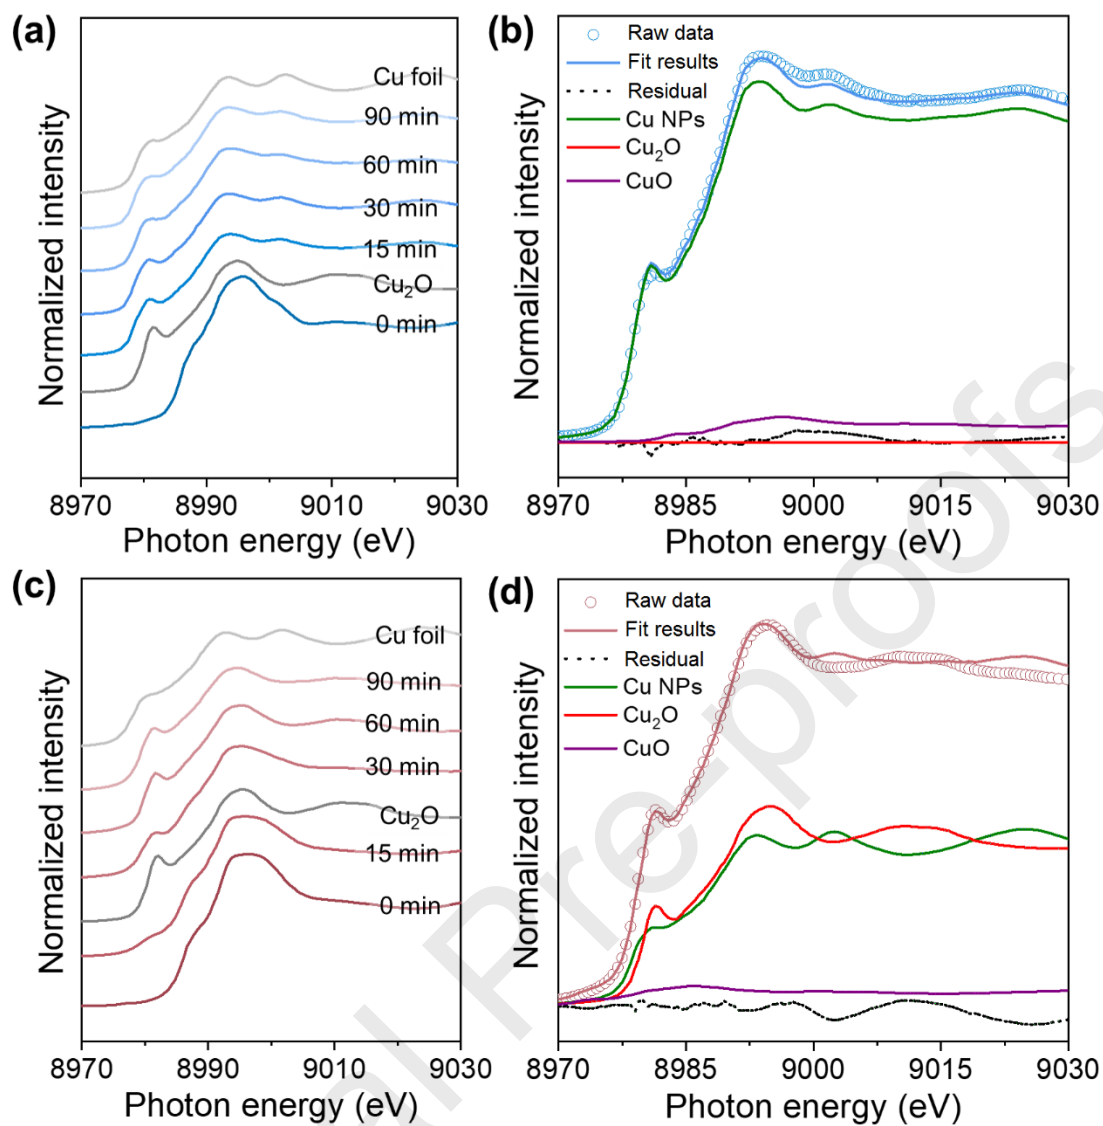 (a)
Normalized intensity
Cu foil
90 min
60 min
30 min
15 min
Cu₂O
0 min
8970 8990 9010 9030
Photon energy (eV)
(b)
Normalized intensity
Raw data
Fit results
Residual
Cu NPs
Cu₂O
CuO
8970 8985 9000 9015 9030
Photon energy (eV)
(c)
Normalized intensity
Cu foil
90 min
60 min
30 min
Cu₂O
15 min
0 min
8970 8990 9010 9030
Photon energy (eV)
(d)
Normalized intensity
Raw data
Fit results
Residual
Cu NPs
Cu₂O
CuO
8970 8985 9000 9015 9030
Photon energy (eV)
al Pre-proofs